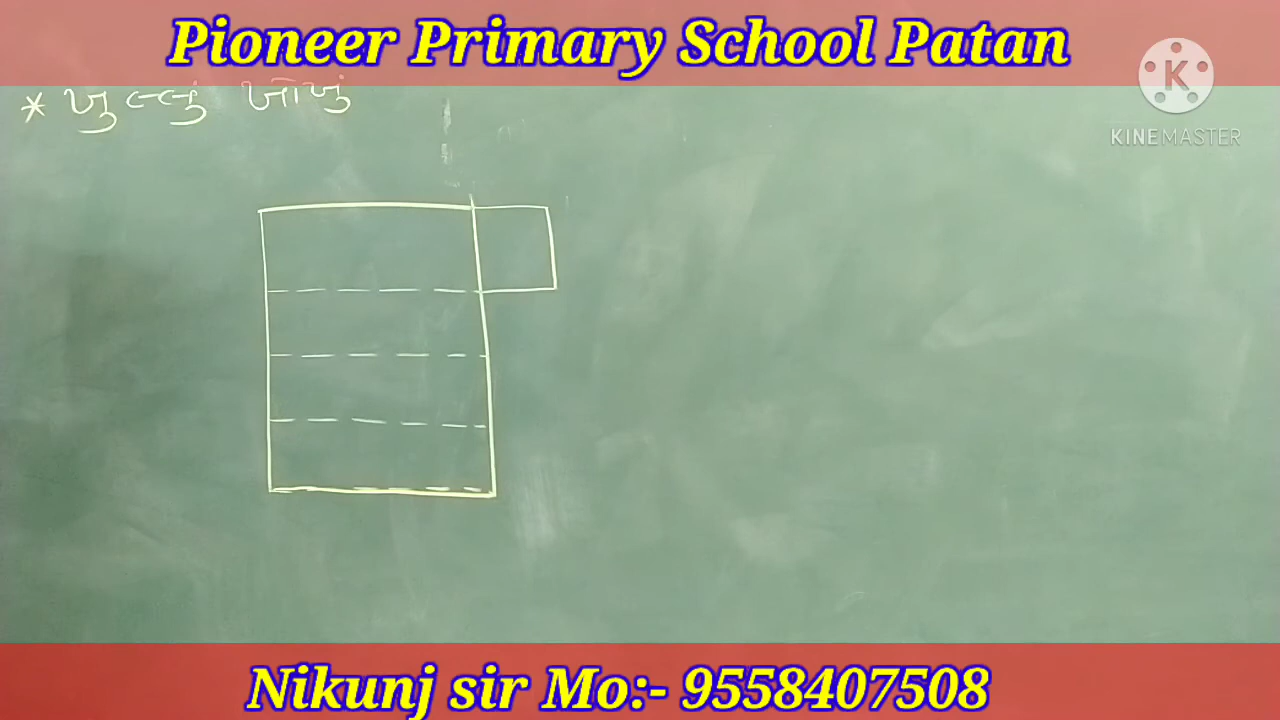 Pioneer Primary School Patan
K
KINEMASTER
* ખુલ્લું ખોખું
Nikunj sir Mo:- 9558407508